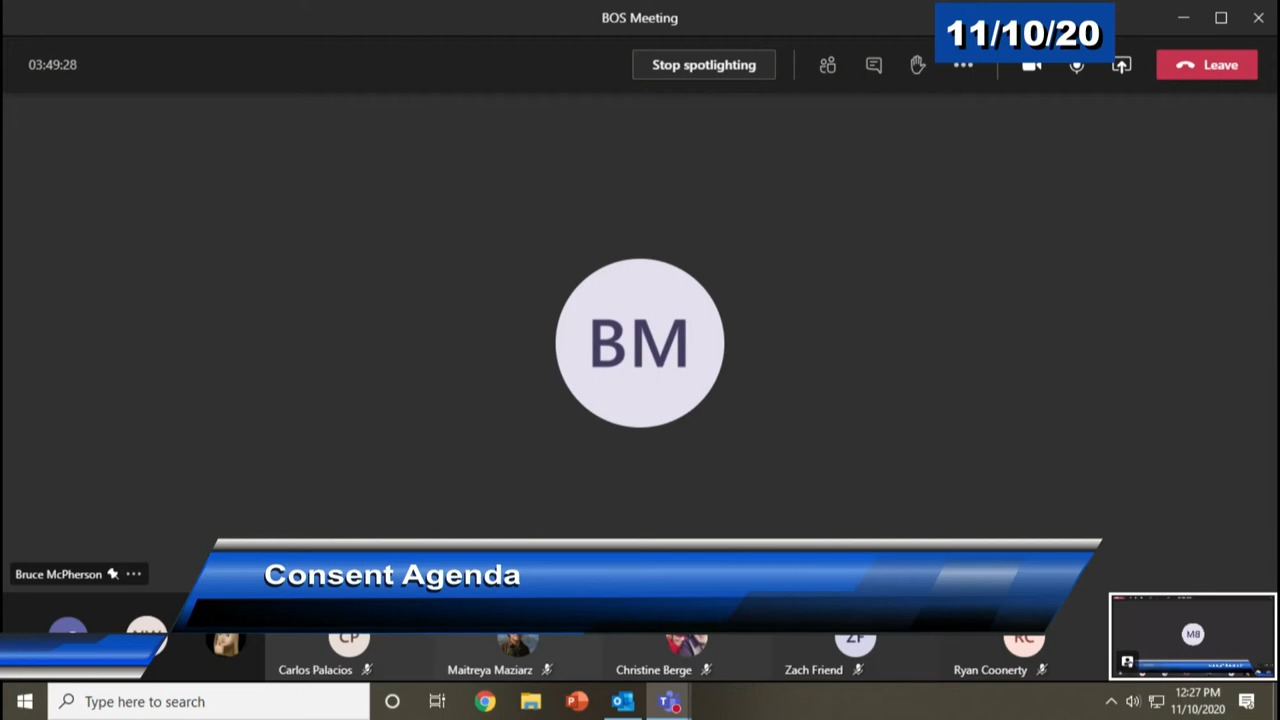 BOS Meeting
11/10/20
03:49:28
Stop spotlighting
Leave
BM
Bruce McPherson
Consent Agenda
CP
ZF
RC
MB
Carlos Palacios
Maitreya Maziarz
Christine Berge
Zach Friend
Ryan Coonerty
Type here to search
12:27 PM
11/10/2020